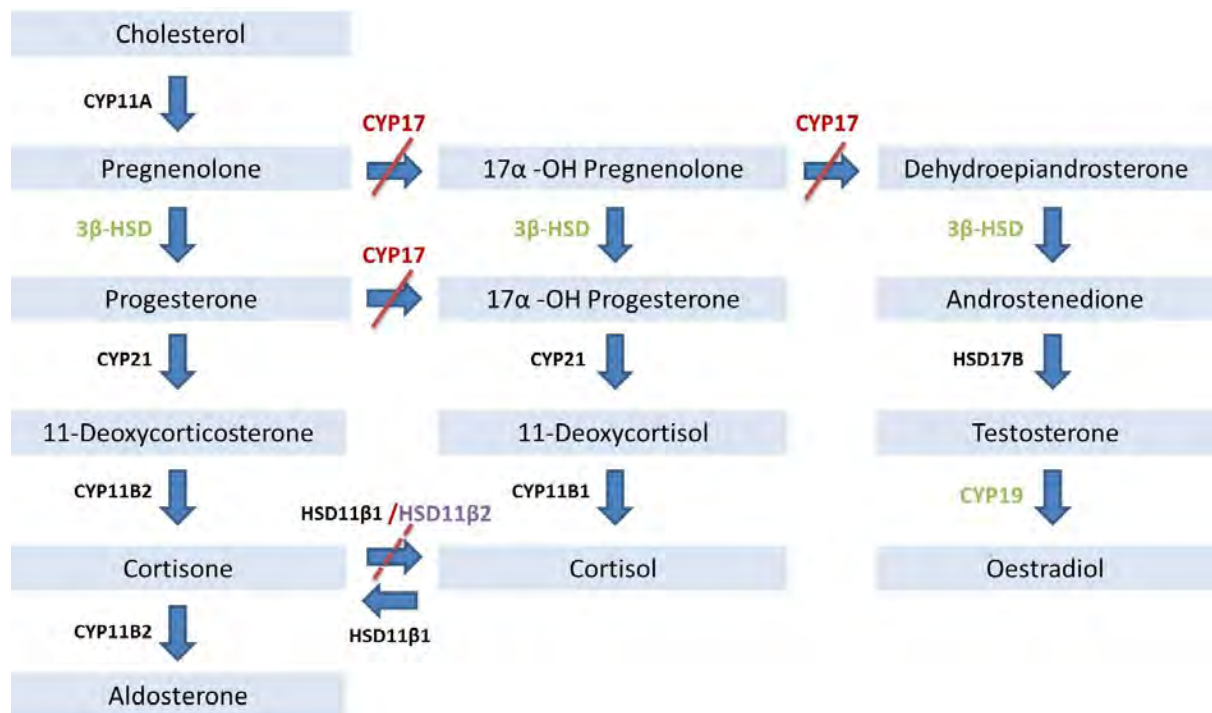 Cholesterol
CYP11A
CYP17
CYP17
Pregnenolone
17α -OH Pregnenolone
Dehydroepiandrosterone
3β-HSD
3β-HSD
3β-HSD
CYP17
Progesterone
17α -OH Progesterone
Androstenedione
CYP21
CYP21
HSD17B
11-Deoxycorticosterone
11-Deoxycortisol
Testosterone
CYP11B2
CYP11B1
CYP19
HSD11β1 /HSD11β2
Cortisone
Cortisol
Oestradiol
CYP11B2
HSD11β1
Aldosterone